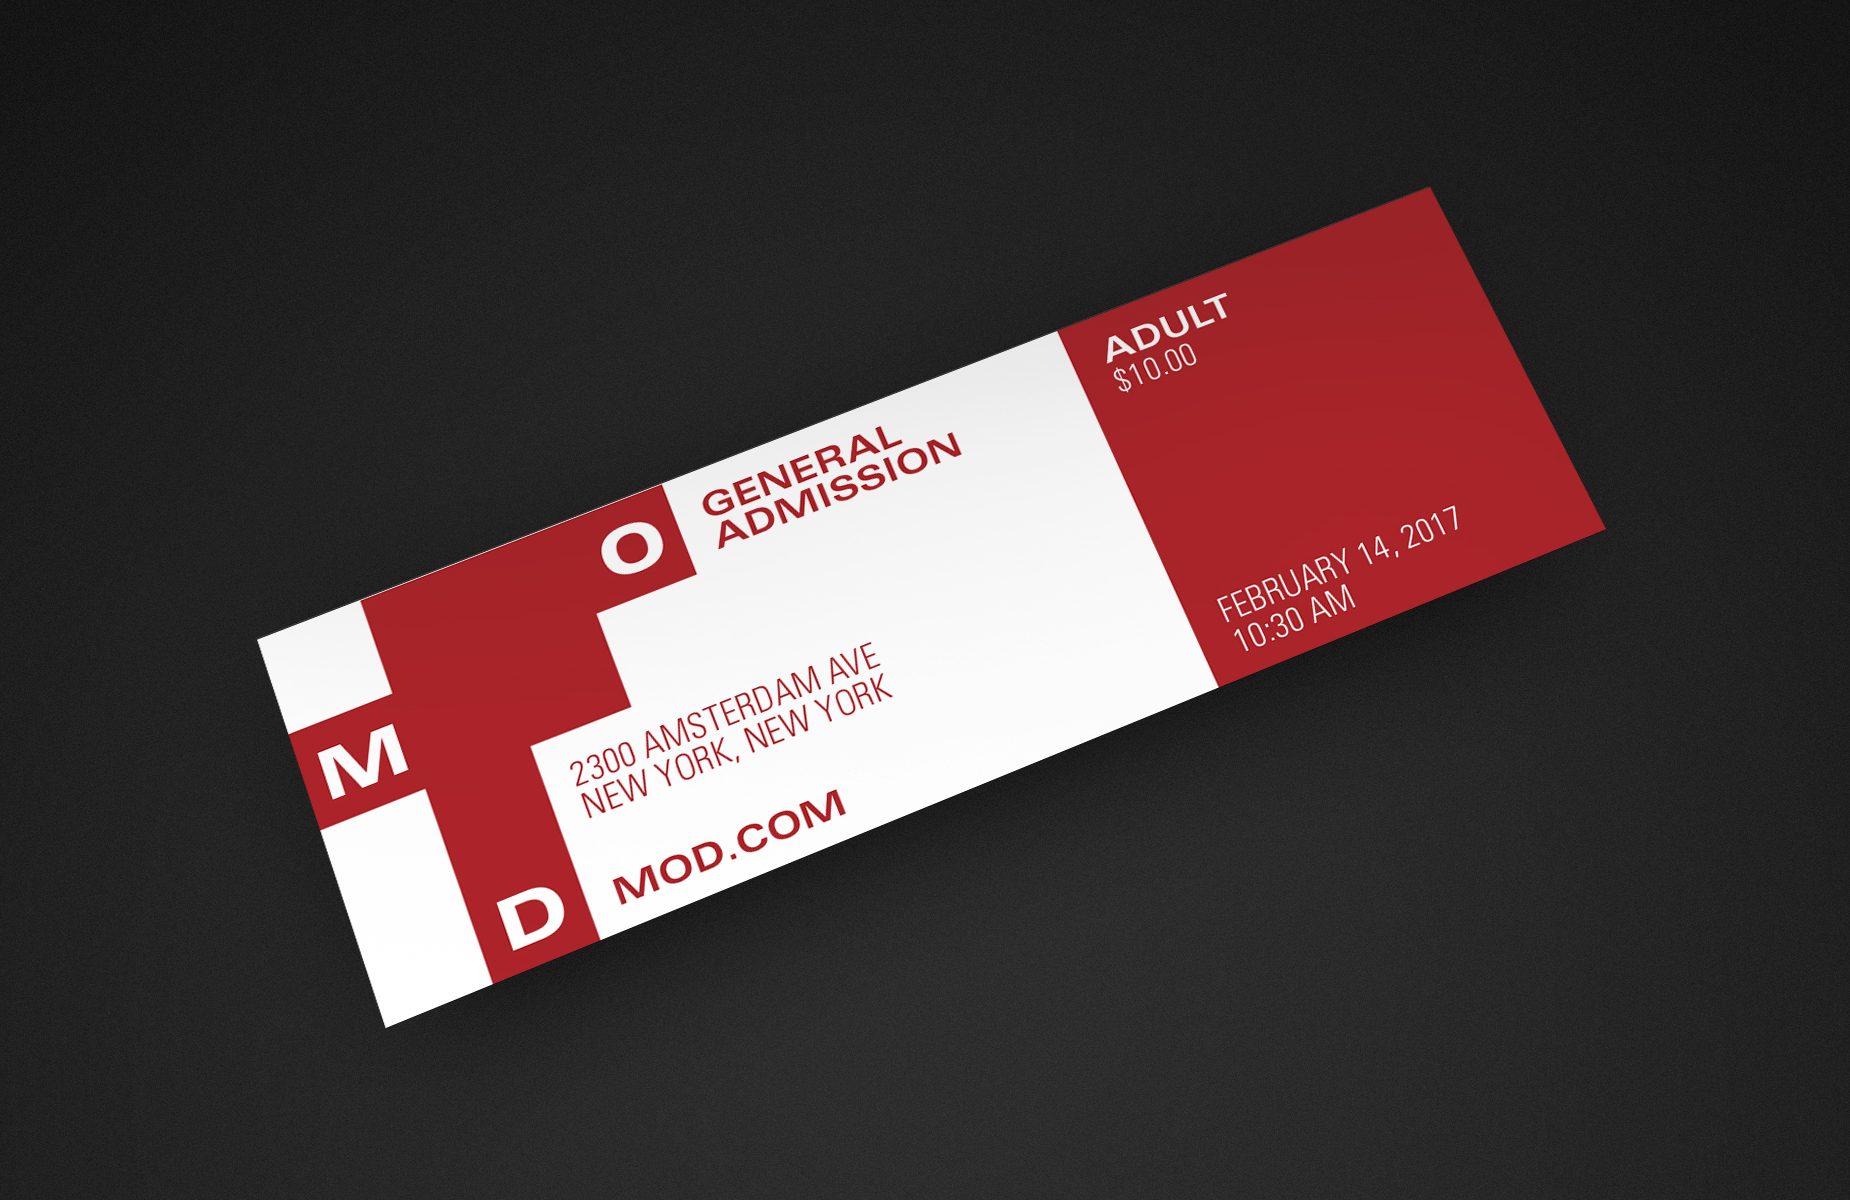 M
O
D
GENERAL
ADMISSION
2300 AMSTERDAM AVE
NEW YORK, NEW YORK
MOD.COM
ADULT
$10.00
FEBRUARY 14, 2017
10:30 AM